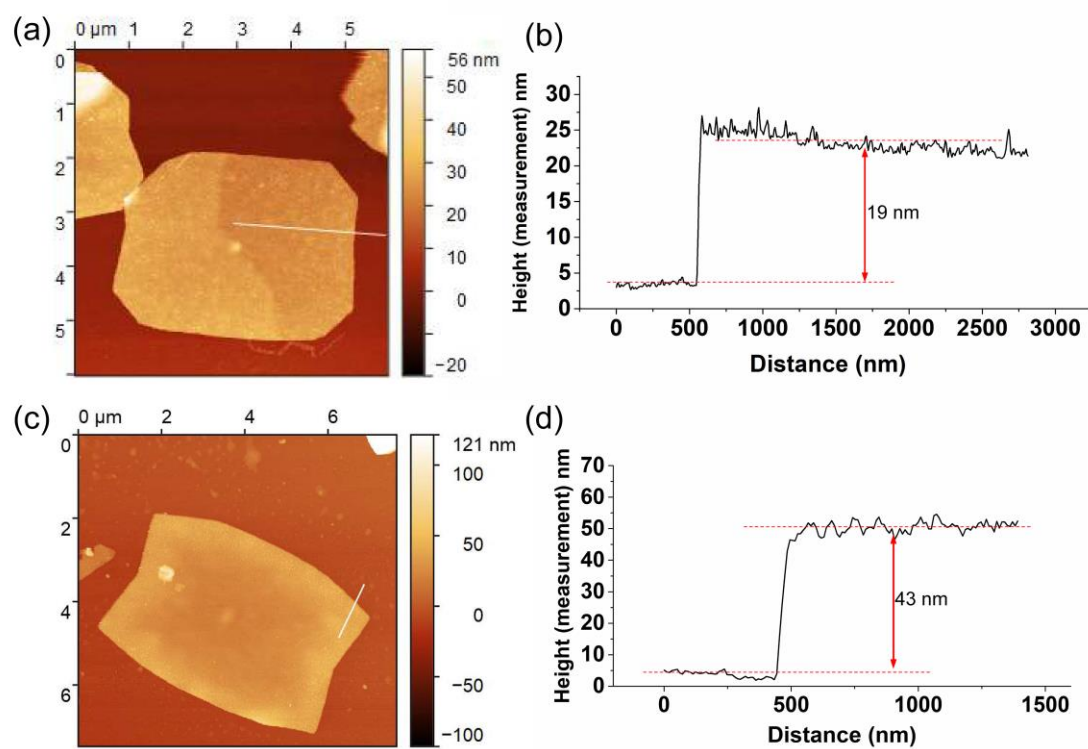 (a)
0 µm 1 2 3 4 5
0
1
2
3
4
5
56 nm
50
40
30
20
10
0
−20
(b)
Height (measurement) nm
30
25
20
15
10
5
0
19 nm
0 500 1000 1500 2000 2500 3000
Distance (nm)
(c)
0 µm 2 4 6
0
2
4
6
121 nm
100
50
0
−50
−100
(d)
Height (measurement) nm
70
60
50
40
30
20
10
0
43 nm
0 500 1000 1500
Distance (nm)